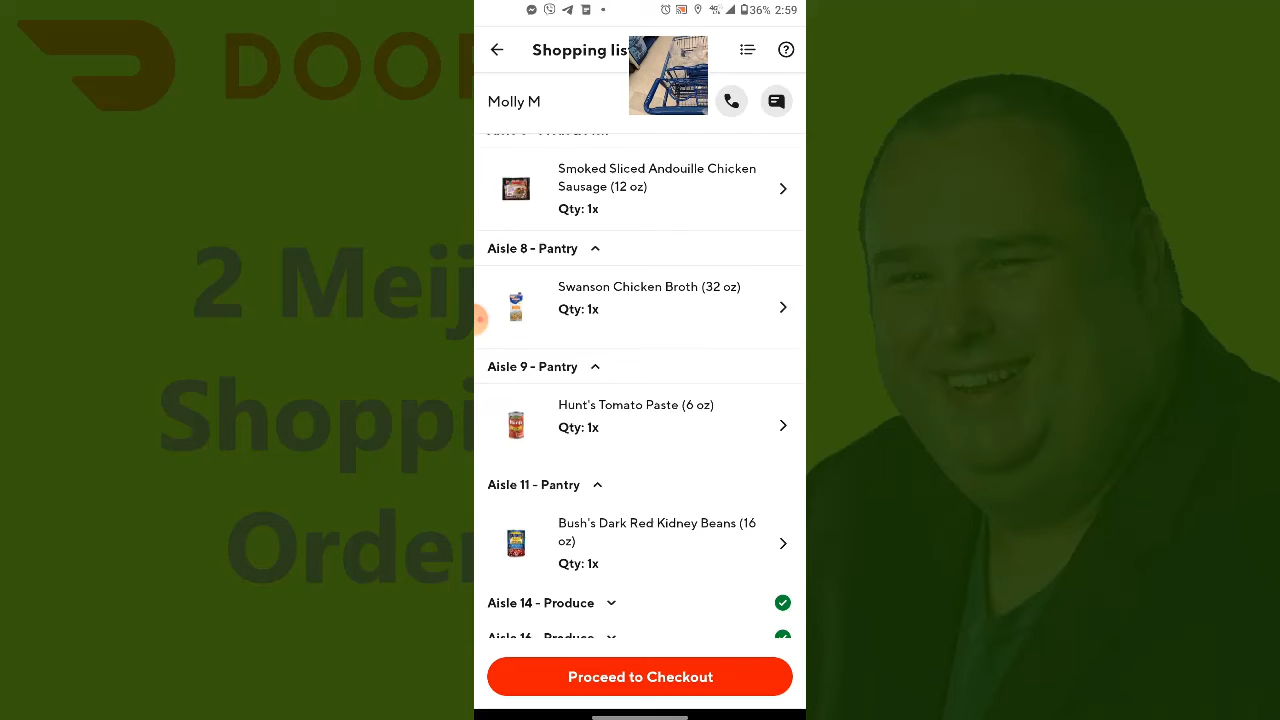 36% 2:59
Shopping lis
Molly M
Smoked Sliced Andouille Chicken
Sausage (12 oz)
Qty: 1x
Aisle 8 - Pantry
Swanson Chicken Broth (32 oz)
Qty: 1x
Aisle 9 - Pantry
Hunt's Tomato Paste (6 oz)
Qty: 1x
Aisle 11 - Pantry
Bush's Dark Red Kidney Beans (16
oz)
Qty: 1x
Aisle 14 - Produce
Aisle 16 - Produce
Proceed to Checkout
DOOR
2 Meij
Shoppi
Order